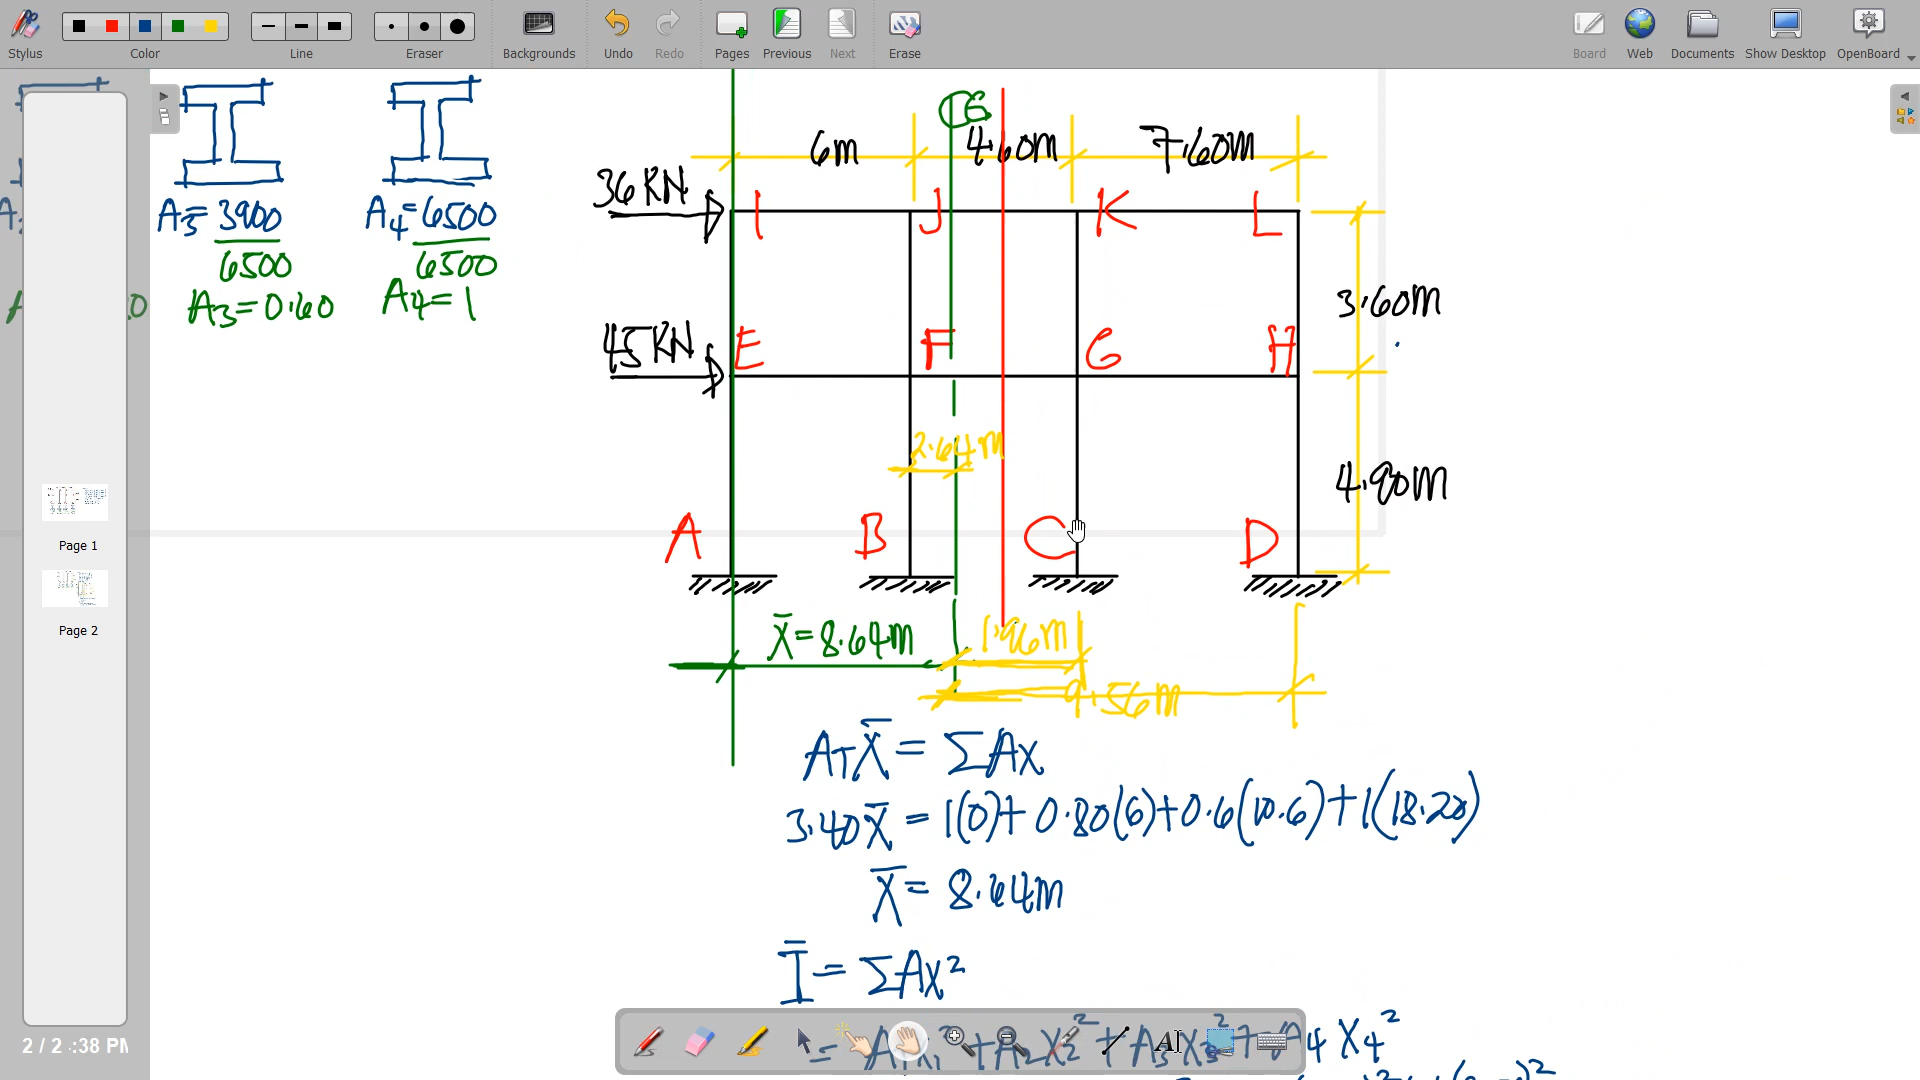 Stylus
Color
Line
Eraser
Backgrounds
Undo
Redo
Pages
Previous
Next
Erase
Board
Web
Documents
Show Desktop
OpenBoard
A3=3900
6500
A3=0.60
A4=6500
6500
A4=1
CG
6m
4.60m
7.60m
36KN
I
J
K
L
3.60m
45KN
E
F
G
H
2.64m
4.90m
A
B
C
D
X̄=8.64m
1.96m
9.56m
ATX̄=ΣAx
3.40X̄=1(0)+0.80(6)+0.6(10.6)+1(18.20)
X̄=8.64m
Ī=ΣAx²
Page 1
Page 2
2 / 2